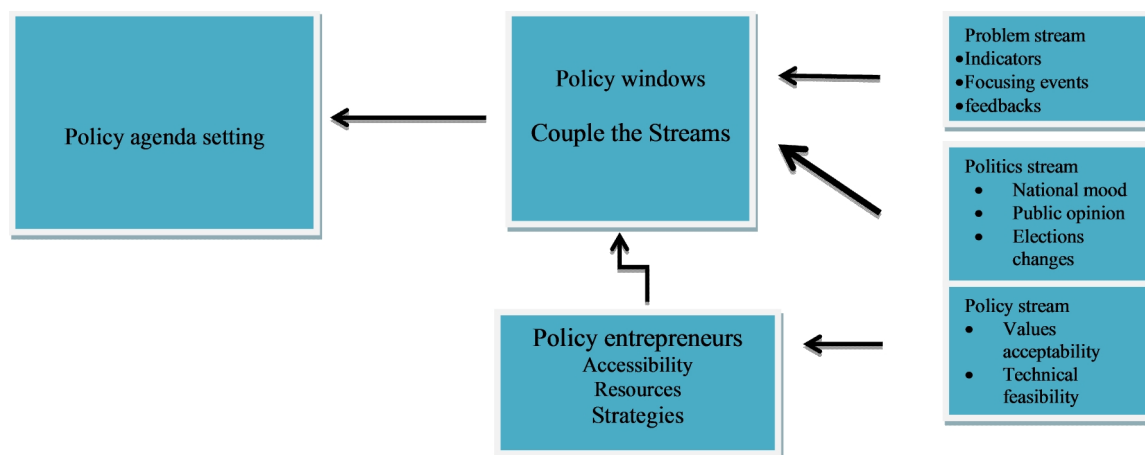 Policy agenda setting
Policy windows
Couple the Streams
Policy entrepreneurs
Accessibility
Resources
Strategies
Problem stream
●Indicators
●Focusing events
●feedbacks
Politics stream
● National mood
● Public opinion
● Elections
changes
Policy stream
● Values
acceptability
● Technical
feasibility